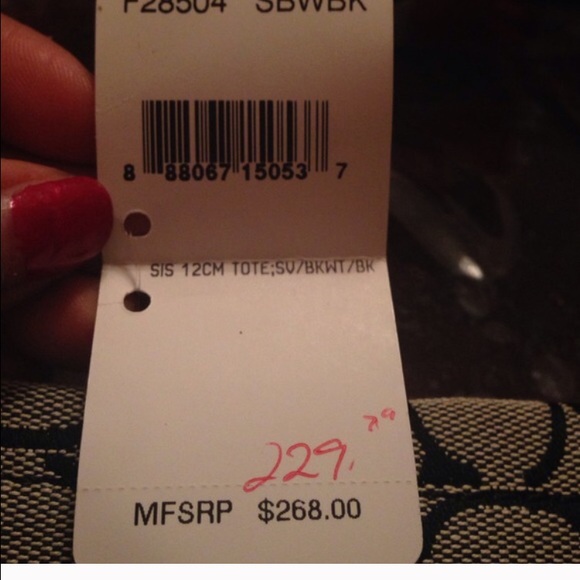 F28504 SBWBK
8 88067 15053 7
SIS 12CM TOTE;SV/BKWT/BK
229.
MFSRP $268.00